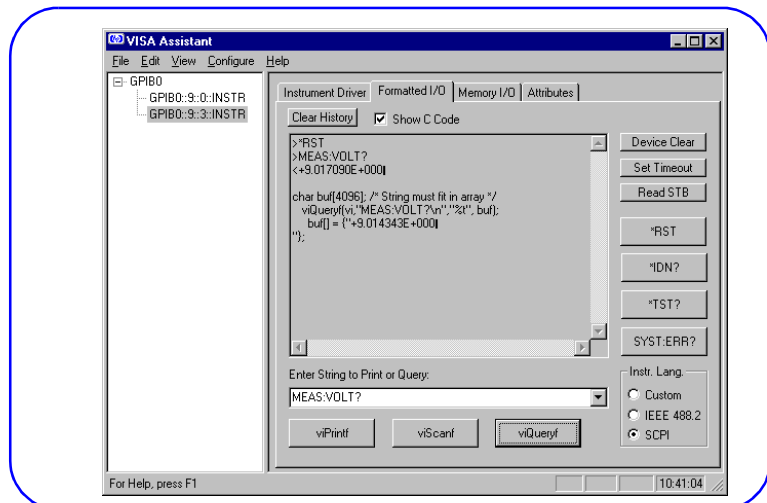 VISA Assistant
File Edit View Configure Help
GPIB0
GPIB0::9::0::INSTR
GPIB0::9::3::INSTR
Instrument Driver Formatted I/O Memory I/O Attributes
Clear History Show C Code
>*RST
>MEAS:VOLT?
<+9.017090E+000
char buf[4096]; /* String must fit in array */
viQueryf(vi,"MEAS:VOLT?\n","%t", buf);
buf[] = {"+9.014343E+000
"};
Device Clear
Set Timeout
Read STB
*RST
*IDN?
*TST?
SYST:ERR?
Enter String to Print or Query:
MEAS:VOLT?
viPrintf viScanf viQueryf
Instr. Lang.
Custom
IEEE 488.2
SCPI
For Help, press F1 10:41:04